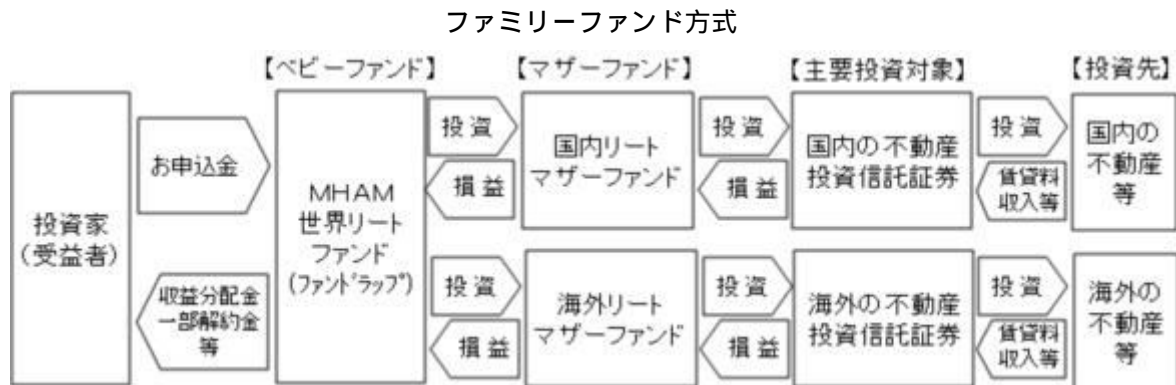 ファミリーファンド方式
【ベビーファンド】
【マザーファンド】
【主要投資対象】
【投資先】
投資家
(受益者)
お申込金
収益分配金
一部解約金
等
MHAM
世界リート
ファンド
(ファンドラップ)
投資
損益
国内リート
マザーファンド
投資
損益
国内の不動産
投資信託証券
投資
賃貸料
収入等
国内の
不動産
等
投資
損益
海外リート
マザーファンド
投資
損益
海外の不動産
投資信託証券
投資
賃貸料
収入等
海外の
不動産
等